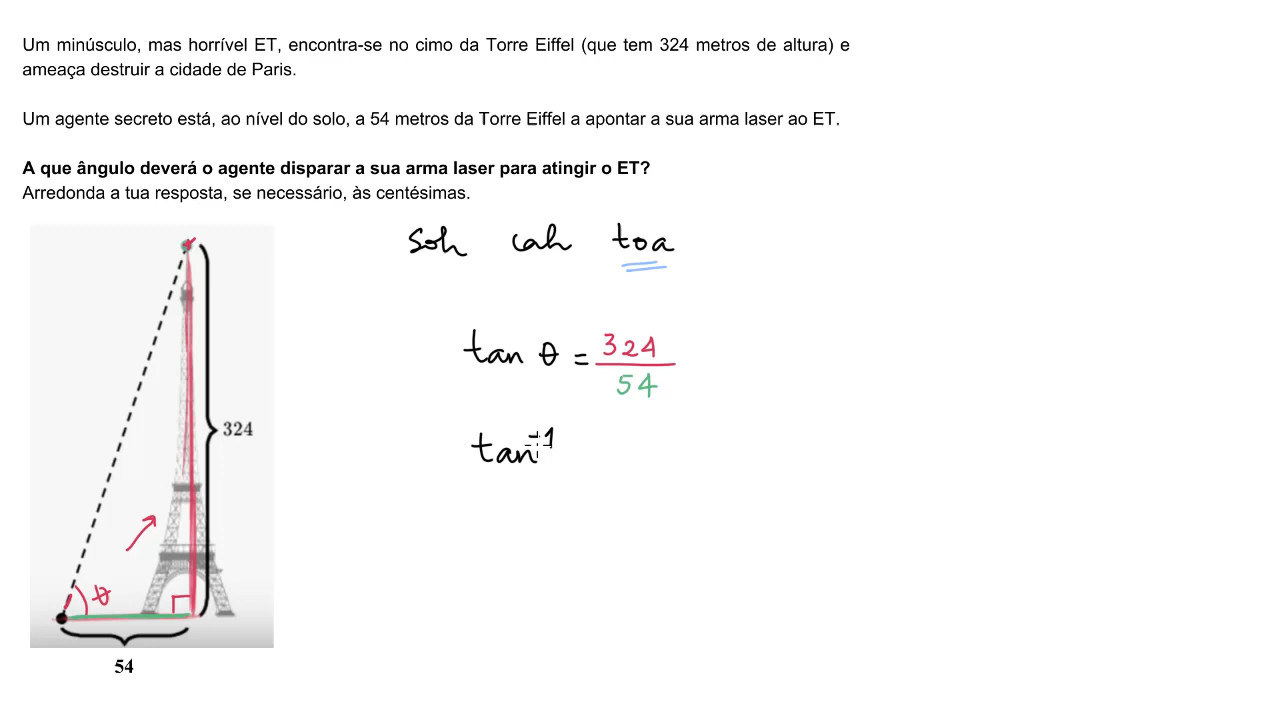 Um minúsculo, mas horrível ET, encontra-se no cimo da Torre Eiffel (que tem 324 metros de altura) e
ameaça destruir a cidade de Paris.
Um agente secreto está, ao nível do solo, a 54 metros da Torre Eiffel a apontar a sua arma laser ao ET.
A que ângulo deverá o agente disparar a sua arma laser para atingir o ET?
Arredonda a tua resposta, se necessário, às centésimas.
soh cah toa
tan θ = 324
54
tan⁻¹
324
θ
54